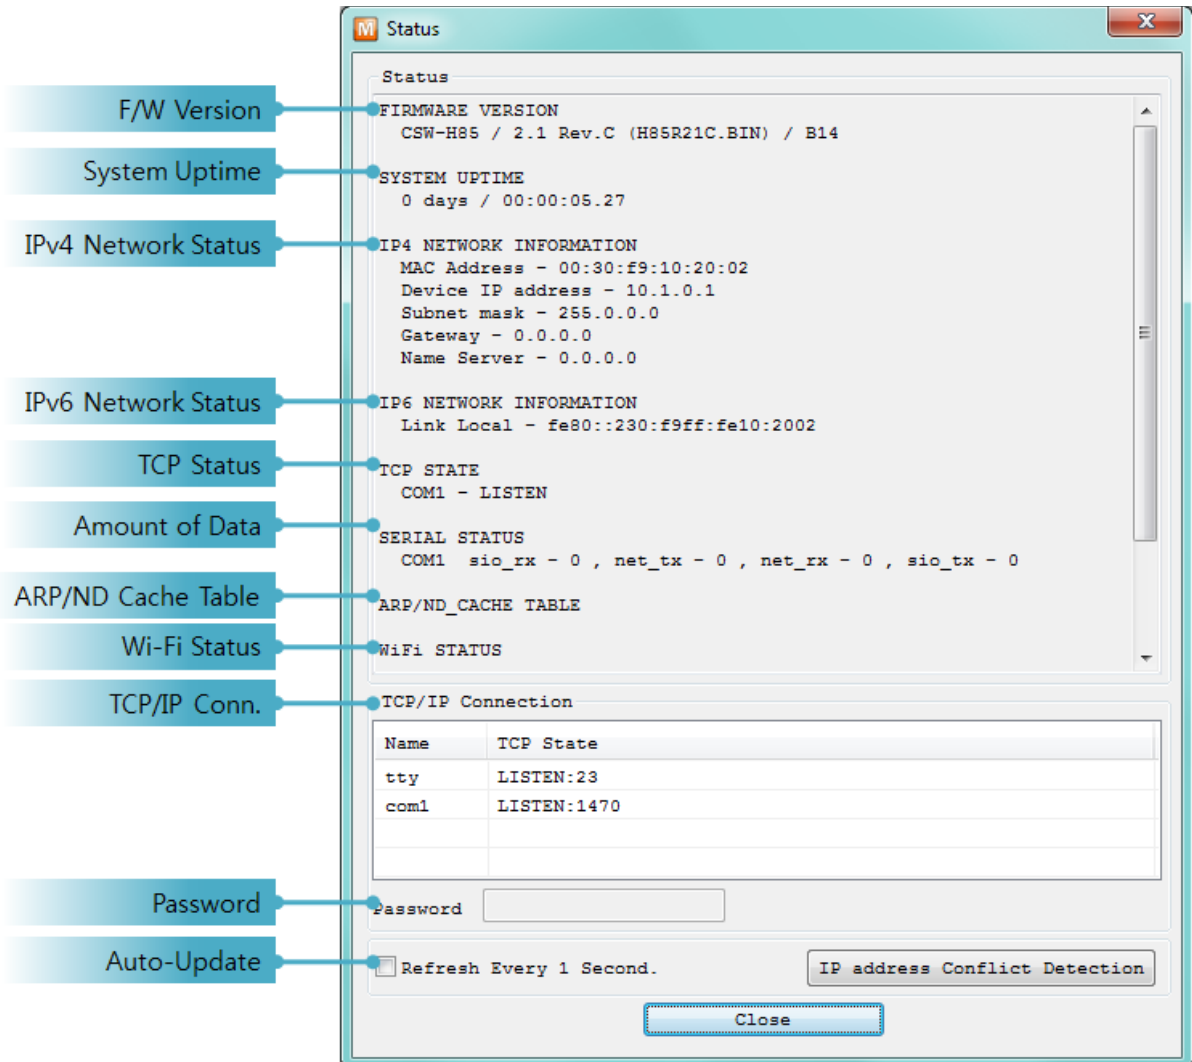 M Status
x
Status
F/W Version
FIRMWARE VERSION
CSW-H85 / 2.1 Rev.C (H85R21C.BIN) / B14
System Uptime
SYSTEM UPTIME
0 days / 00:00:05.27
IPv4 Network Status
IP4 NETWORK INFORMATION
MAC Address - 00:30:f9:10:20:02
Device IP address - 10.1.0.1
Subnet mask - 255.0.0.0
Gateway - 0.0.0.0
Name Server - 0.0.0.0
IPv6 Network Status
IP6 NETWORK INFORMATION
Link Local - fe80::230:f9ff:fe10:2002
TCP Status
TCP STATE
COM1 - LISTEN
Amount of Data
SERIAL STATUS
COM1 sio_rx - 0 , net_tx - 0 , net_rx - 0 , sio_tx - 0
ARP/ND Cache Table
ARP/ND_CACHE TABLE
Wi-Fi Status
WiFi STATUS
TCP/IP Conn.
TCP/IP Connection
Name TCP State
tty LISTEN:23
com1 LISTEN:1470
Password
Password
Auto-Update
Refresh Every 1 Second.
IP address Conflict Detection
Close